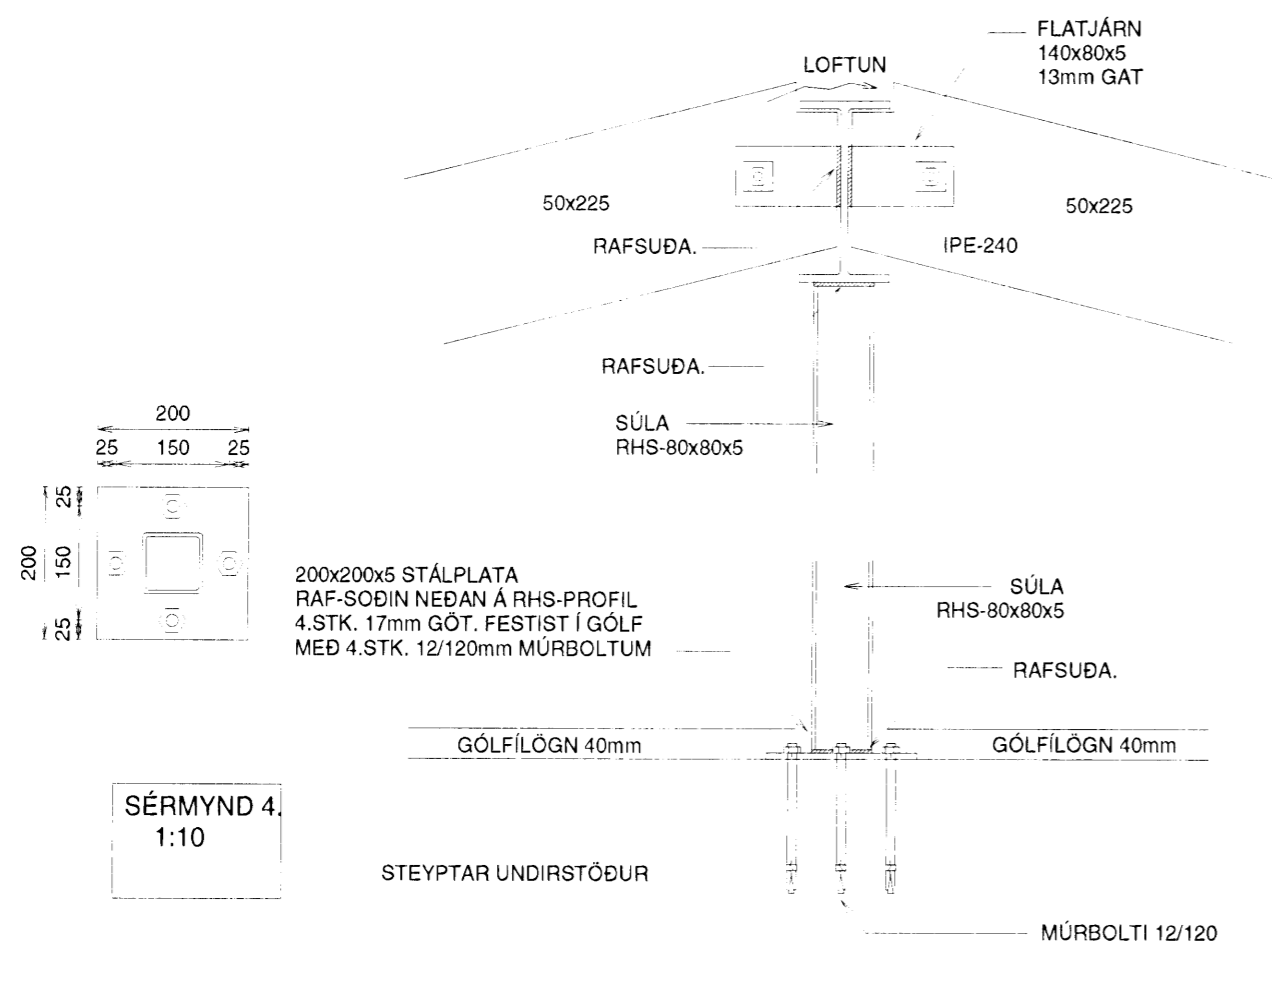 FLATJÁRN
140x80x5
13mm GAT
LOFTUN
50x225
50x225
RAFSUÐA.
IPE-240
RAFSUÐA.
SÚLA
RHS-80x80x5
200
25 150 25
25
200 150
25
200x200x5 STÁLPLATA
RAF-SOÐIN NEÐAN Á RHS-PROFIL
4.STK. 17mm GÖT. FESTIST Í GÓLF
MEÐ 4.STK. 12/120mm MÚRBOLTUM
SÚLA
RHS-80x80x5
RAFSUÐA.
GÓLFÍLÖGN 40mm
GÓLFÍLÖGN 40mm
SÉRMYND 4.
1:10
STEYPTAR UNDIRSTÖÐUR
MÚRBOLTI 12/120